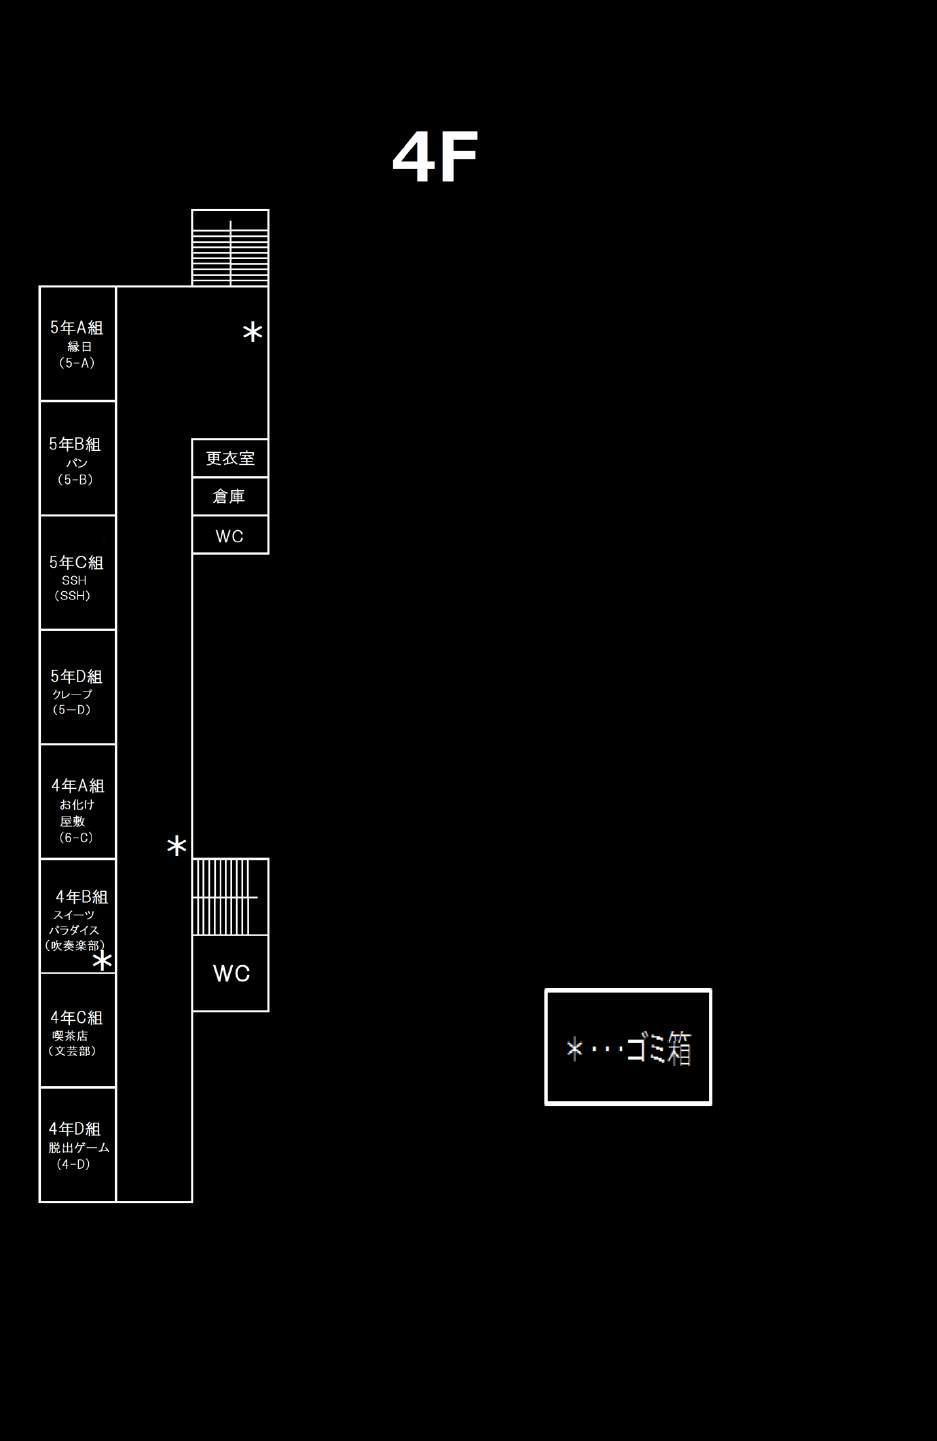 4F
5年A組
縁日
(5-A)
*
5年B組
パン
(5-B)
更衣室
倉庫
WC
5年C組
SSH
(SSH)
5年D組
クレープ
(5-D)
4年A組
お化け
屋敷
(6-C)
*
4年B組
スイーツ
パラダイス
(吹奏楽部)
*
WC
4年C組
喫茶店
(文芸部)
*･･･ゴミ箱
4年D組
脱出ゲーム
(4-D)